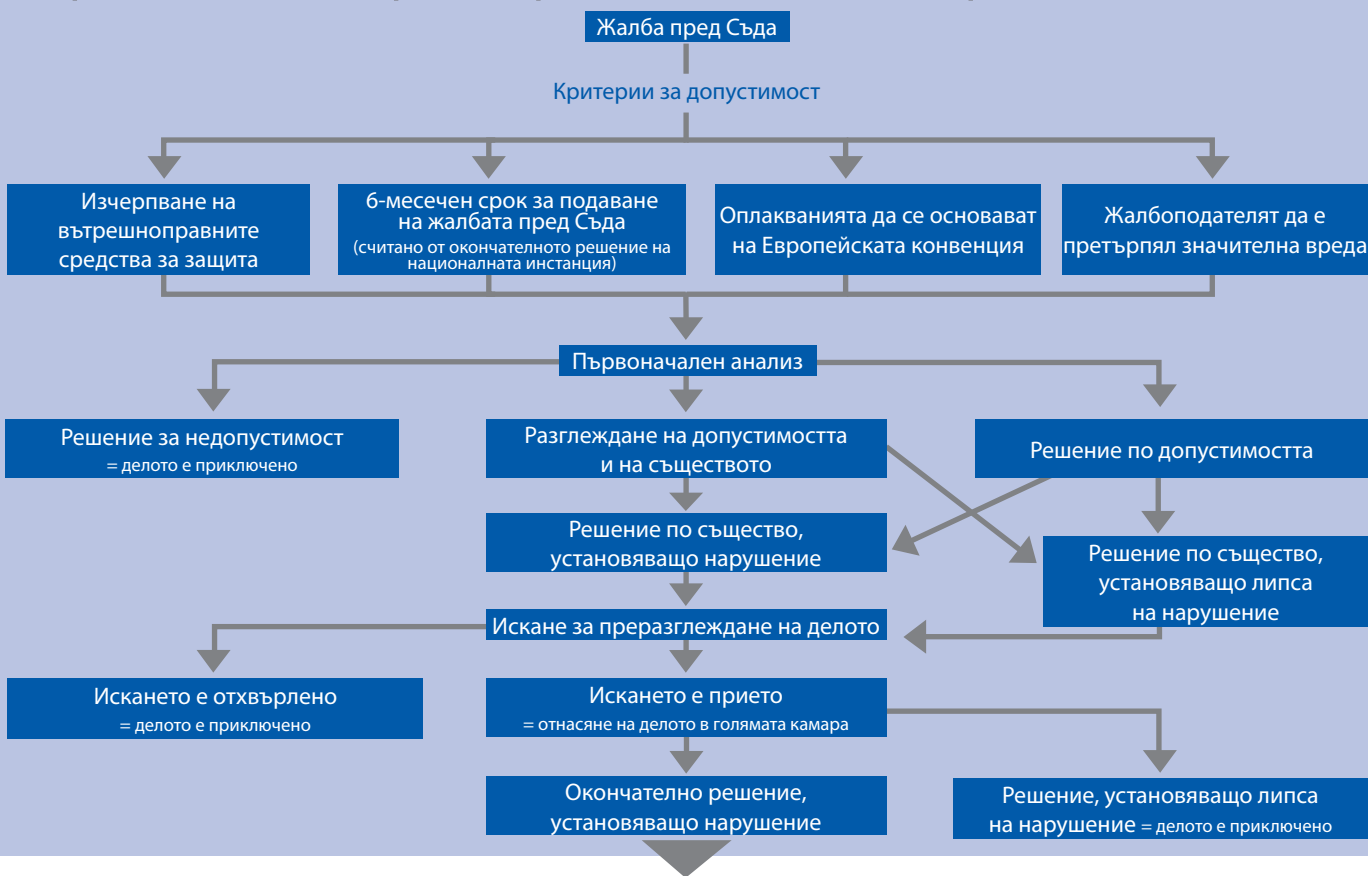 Жалба пред Съда
Критерии за допустимост
Изчерпване на
вътрешноправните
средства за защита
6-месечен срок за подаване
на жалбата пред Съда
(считано от окончателното решение на
националната инстанция)
Оплакванията да се основават
на Европейската конвенция
Жалбоподателят да е
претърпял значителна вреда
Първоначален анализ
Решение за недопустимост
= делото е приключено
Разглеждане на допустимостта
и на съществото
Решение по допустимостта
Решение по същество,
установяващо нарушение
Решение по същество,
установяващо липса
на нарушение
Искане за преразглеждане на делото
Искането е отхвърлено
= делото е приключено
Искането е прието
= отнасяне на делото в голямата камара
Окончателно решение,
установяващо нарушение
Решение, установяващо липса
на нарушение = делото е приключено